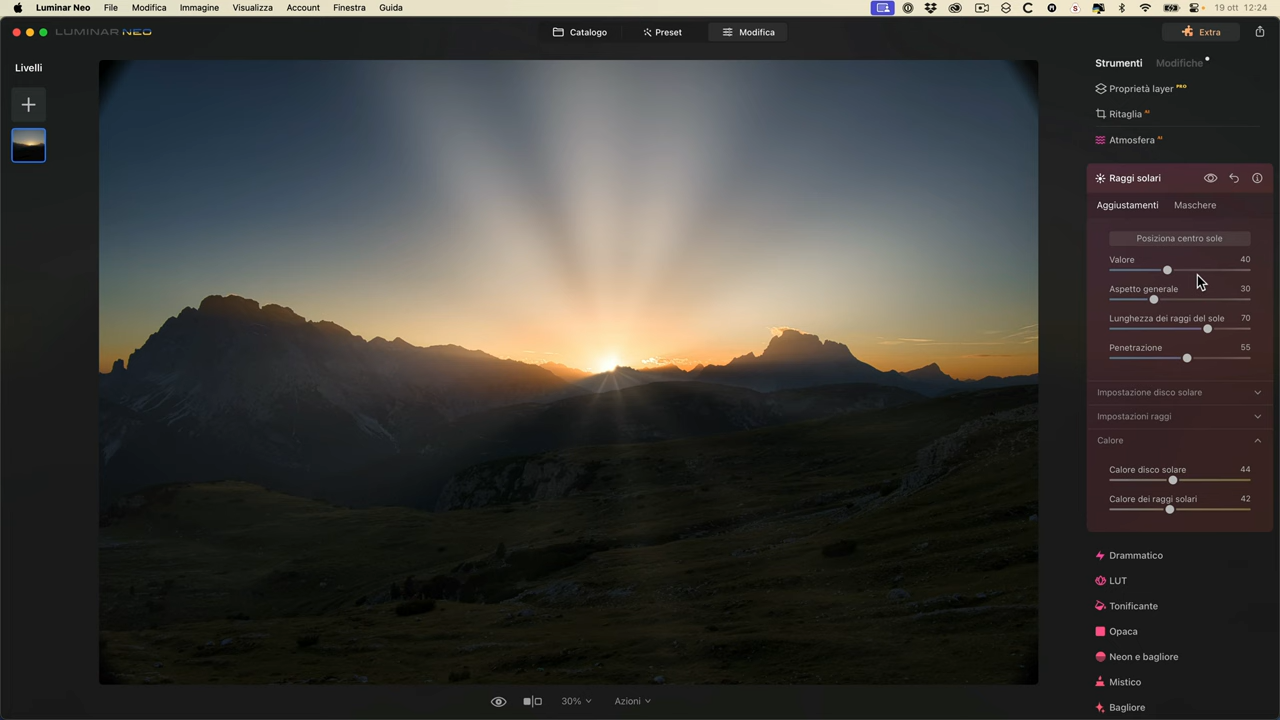 Luminar Neo File Modifica Immagine Visualizza Account Finestra Guida 19 ott 12:24
LUMINAR NEO Catalogo Preset Modifica Extra
Livelli
Strumenti Modifiche
Proprietà layer PRO
Ritaglia AI
Atmosfera AI
Raggi solari
Aggiustamenti Maschere
Posiziona centro sole
Valore 40
Aspetto generale 30
Lunghezza dei raggi del sole 70
Penetrazione 55
Impostazione disco solare
Impostazioni raggi
Calore
Calore disco solare 44
Calore dei raggi solari 42
Drammatico
LUT
Tonificante
Opaca
Neon e bagliore
Mistico
Bagliore
30% Azioni